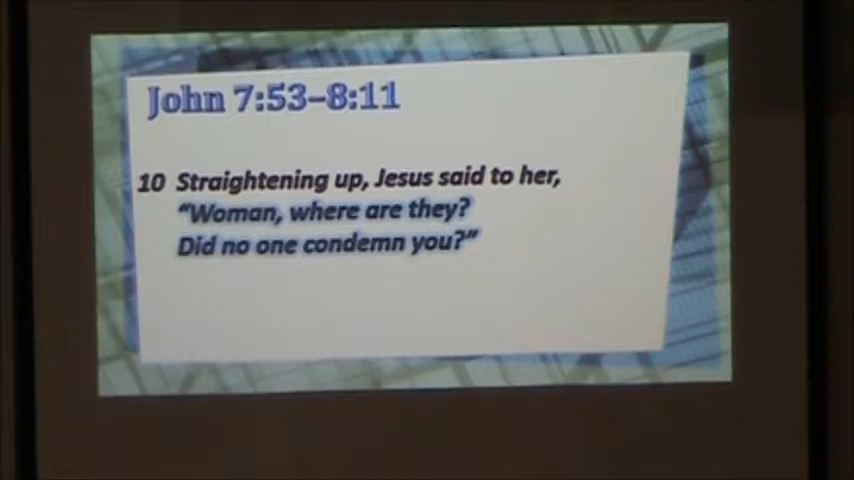 John 7:53–8:11
10 Straightening up, Jesus said to her,
“Woman, where are they?
Did no one condemn you?”